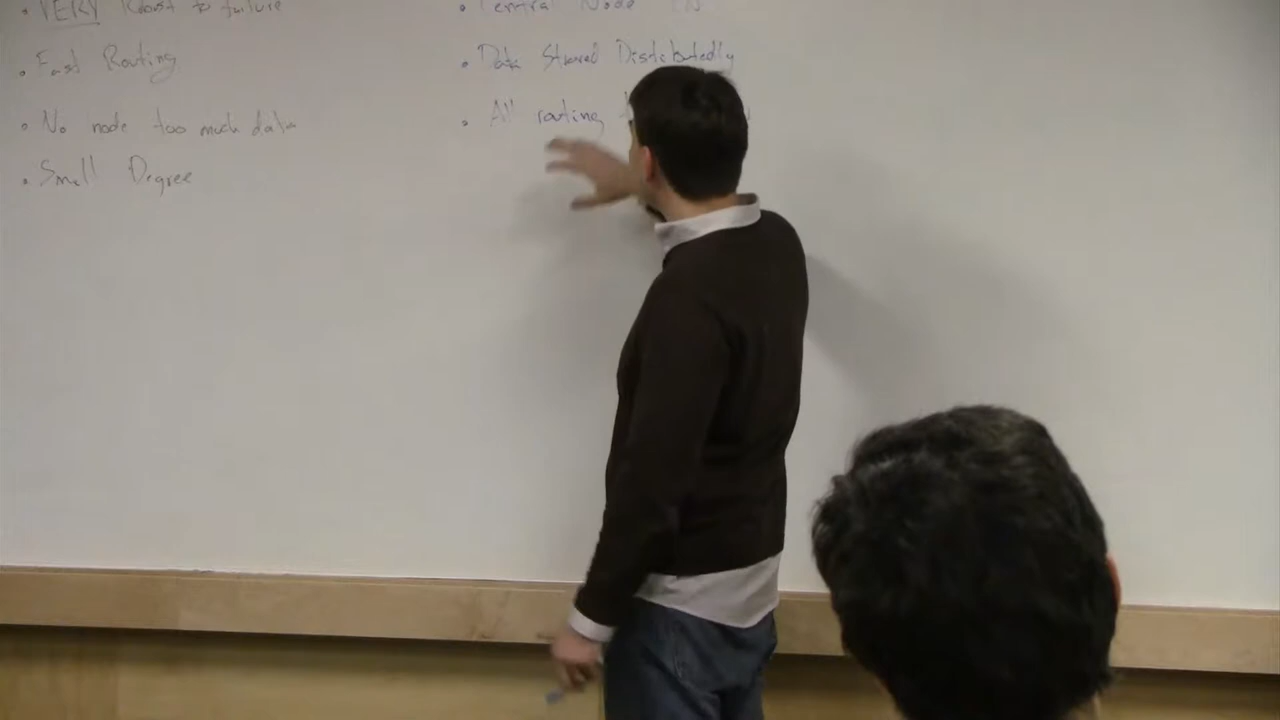 • VERY Robust to failure
• Fast Routing
• No node too much data
• Small Degree
• Central Node
• Data Stored Distributedly
• All routing